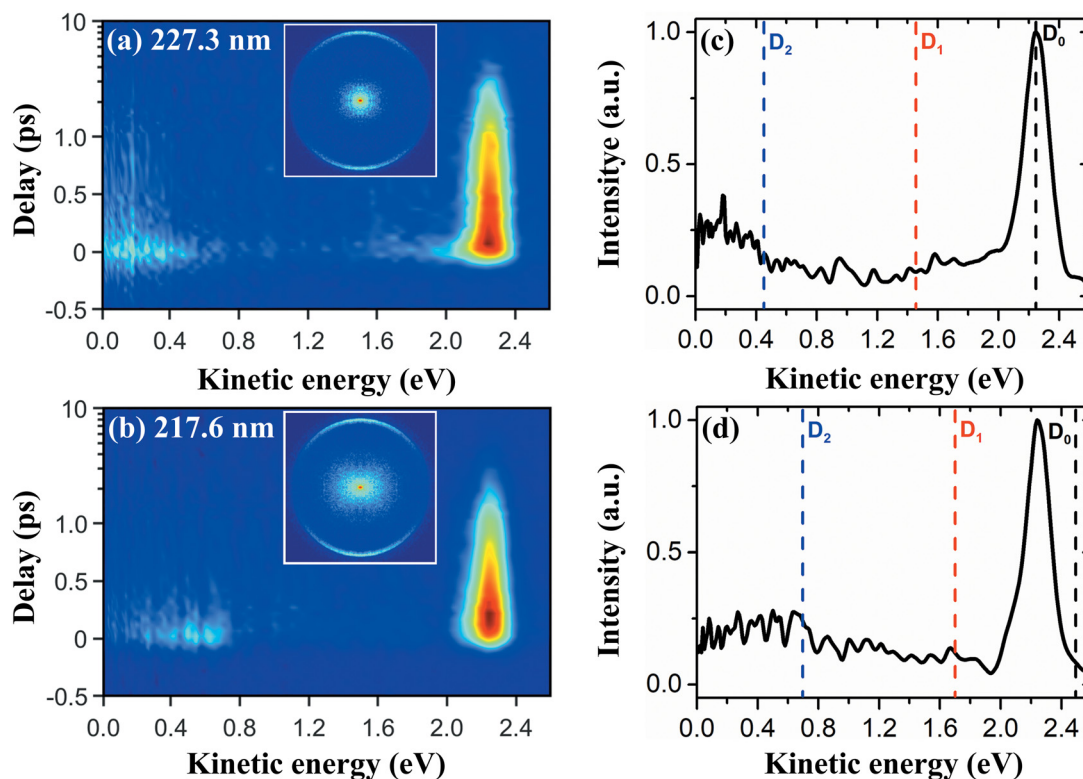 (a) 227.3 nm
10
1.0
0.5
0
-0.5
Delay (ps)
0.0 0.4 0.8 1.2 1.6 2.0 2.4
Kinetic energy (eV)
(c)
D2
D1
D0
1.0
0.5
0.0
Intensitye (a.u.)
0.0 0.4 0.8 1.2 1.6 2.0 2.4
Kinetic energy (eV)
(b) 217.6 nm
10
1.0
0.5
0
-0.5
Delay (ps)
0.0 0.4 0.8 1.2 1.6 2.0 2.4
Kinetic energy (eV)
(d)
D2
D1
D0
1.0
0.5
0.0
Intensity (a.u.)
0.0 0.4 0.8 1.2 1.6 2.0 2.4
Kinetic energy (eV)